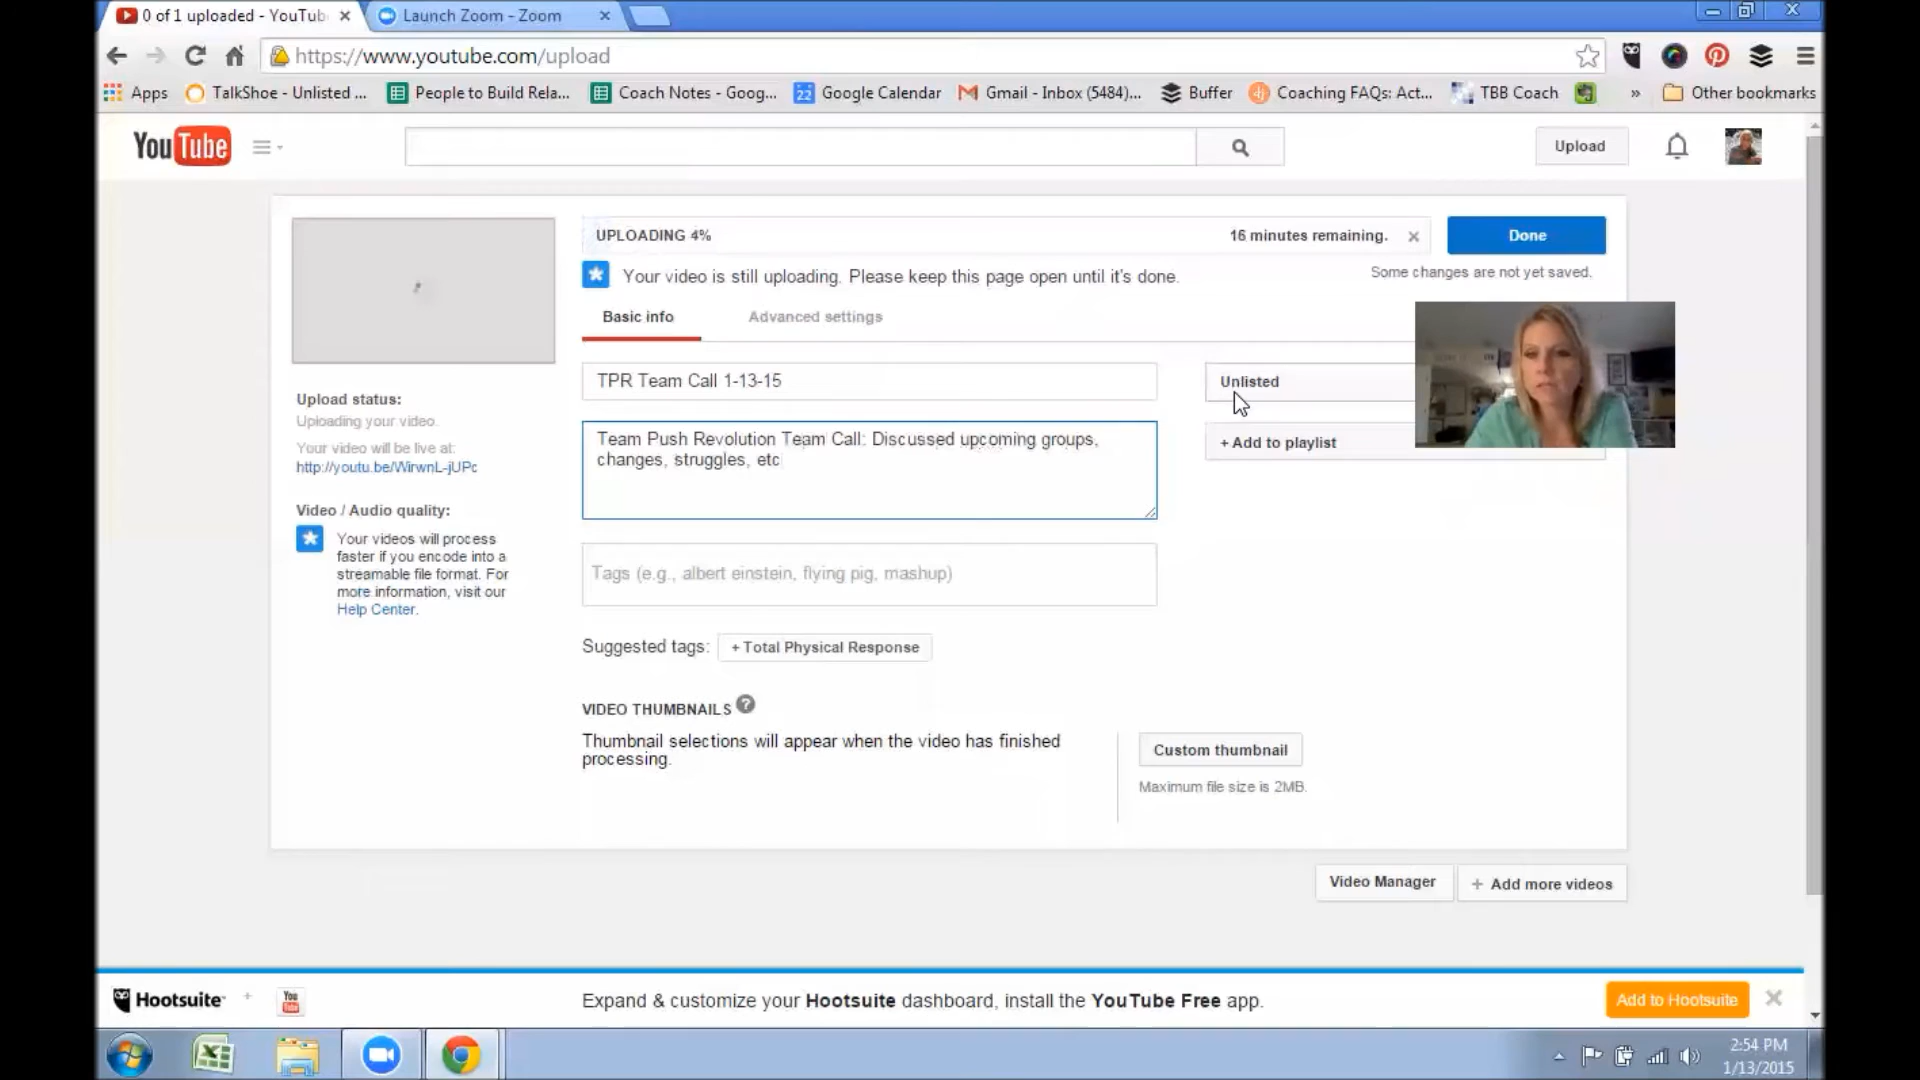 0 of 1 uploaded - YouTub
Launch Zoom - Zoom
https://www.youtube.com/upload
Apps
TalkShoe - Unlisted ...
People to Build Rela...
Coach Notes - Goog...
22
Google Calendar
Gmail - Inbox (5484)...
Buffer
Coaching FAQs: Act...
TBB Coach
»
Other bookmarks
YouTube
Upload
UPLOADING 4%
16 minutes remaining.
Done
Your video is still uploading. Please keep this page open until it's done.
Some changes are not yet saved.
Basic info
Advanced settings
TPR Team Call 1-13-15
Unlisted
Team Push Revolution Team Call: Discussed upcoming groups,
changes, struggles, etc
+ Add to playlist
Upload status:
Uploading your video.
Your video will be live at:
http://youtu.be/WirwnL-jUPc
Video / Audio quality:
Your videos will process
faster if you encode into a
streamable file format. For
more information, visit our
Help Center.
Tags (e.g., albert einstein, flying pig, mashup)
Suggested tags:
+ Total Physical Response
VIDEO THUMBNAILS ?
Thumbnail selections will appear when the video has finished
processing.
Custom thumbnail
Maximum file size is 2MB.
Video Manager
+ Add more videos
Hootsuite
+
You
Tube
Expand & customize your Hootsuite dashboard, install the YouTube Free app.
Add to Hootsuite
2:54 PM
1/13/2015